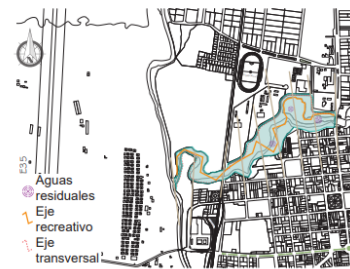 E35
Aguas
residuales
Eje
recreativo
Eje
transversal